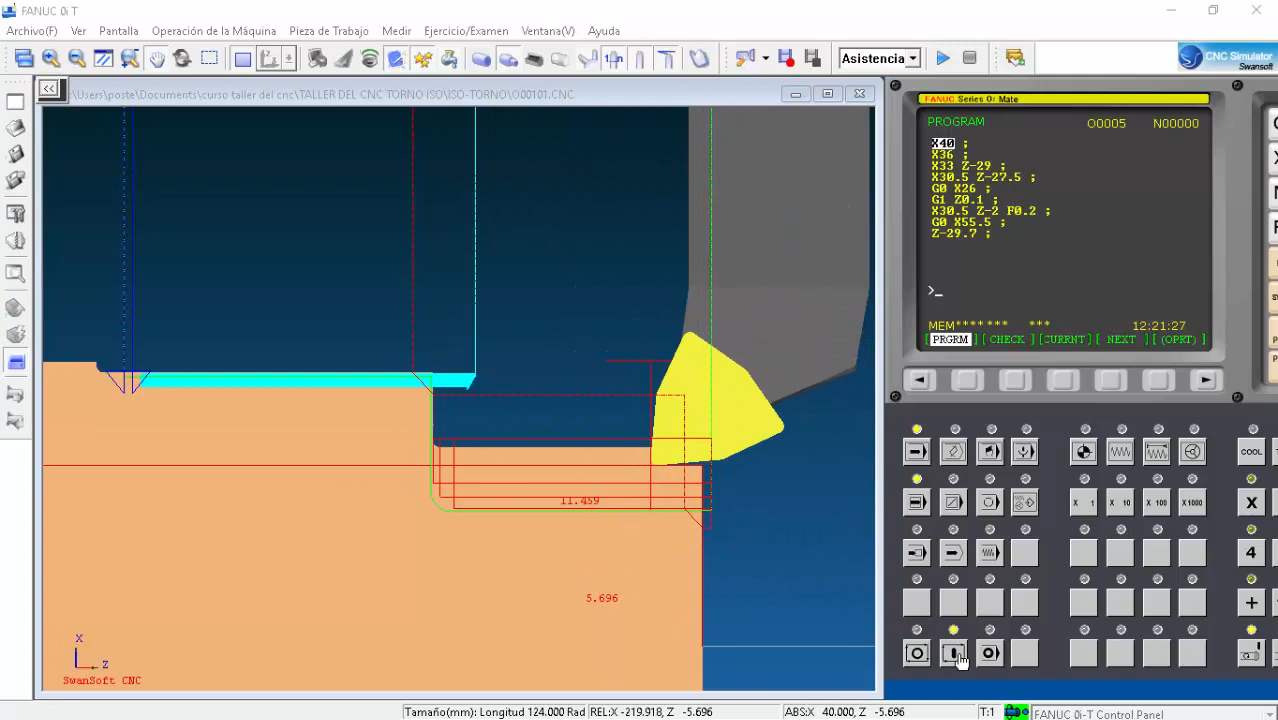 FANUC 0i T
Archivo(F) Ver Pantalla Operación de la Máquina Pieza de Trabajo Medir Ejercicio/Examen Ventana(V) Ayuda
Asistencia
CNC Simulator
Swansoft
\Users\poste\Documents\curso taller del cnc\TALLER DEL CNC TORNO ISO\ISO-TORNO\O00101.CNC
FANUC Series 0i Mate
PROGRAM O0005 N00000
X40 ;
X36 ;
X33 Z-29 ;
X30.5 Z-27.5 ;
G0 X26 ;
G1 Z0.1 ;
X30.5 Z-2 F0.2 ;
G0 X55.5 ;
Z-29.7 ;
>_
MEM******* *** 12:21:27
[ PRGRM ] [ CHECK ] [ CURRNT ] [ NEXT ] [ (OPRT) ]
COOL
X 1 X 10 X 100 X1000 X
4
+
11.459
5.696
X
Z
SwanSoft CNC
Tamaño(mm): Longitud 124.000 Rad REL:X -219.918, Z -5.696 ABS:X 40.000, Z -5.696 T:1 FANUC 0i-T Control Panel